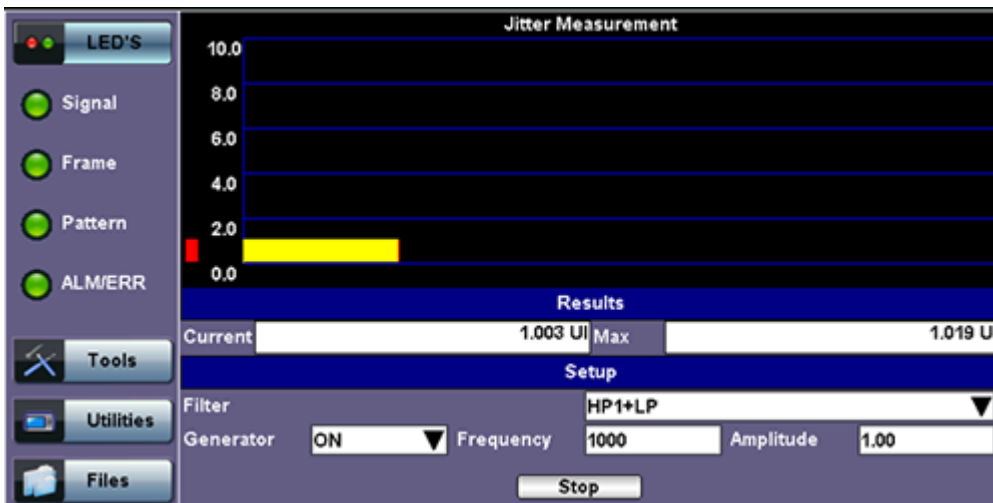 LED'S
Signal
Frame
Pattern
ALM/ERR
Tools
Utilities
Files
Jitter Measurement
10.0
8.0
6.0
4.0
2.0
0.0
Results
Current 1.003 UI Max 1.019 U
Setup
Filter HP1+LP
Generator ON Frequency 1000 Amplitude 1.00
Stop